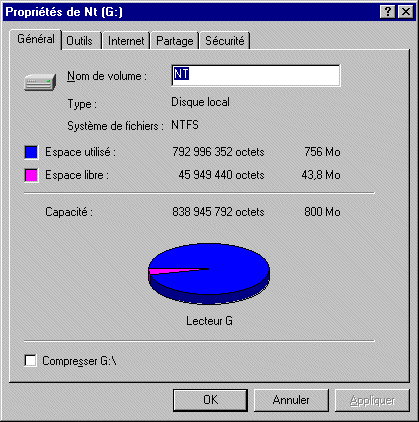 Propriétés de Nt (G:)
Général Outils Internet Partage Sécurité
Nom de volume : NT
Type : Disque local
Système de fichiers : NTFS
Espace utilisé : 792 996 352 octets 756 Mo
Espace libre : 45 949 440 octets 43,8 Mo
Capacité : 838 945 792 octets 800 Mo
Lecteur G
Compresser G:\
OK Annuler Appliquer